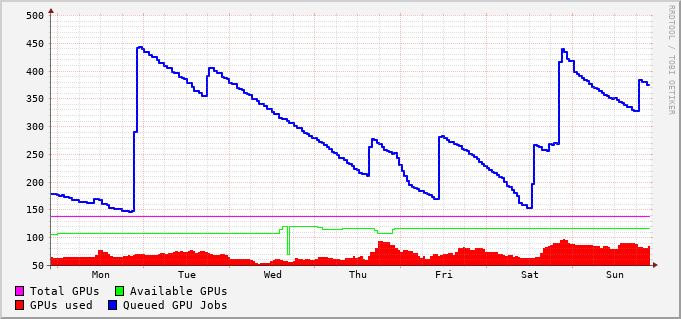 500
450
400
350
300
250
200
150
100
50
Mon Tue Wed Thu Fri Sat Sun
Total GPUs Available GPUs
GPUs used Queued GPU Jobs
RRDTOOL / TOBI OETIKER